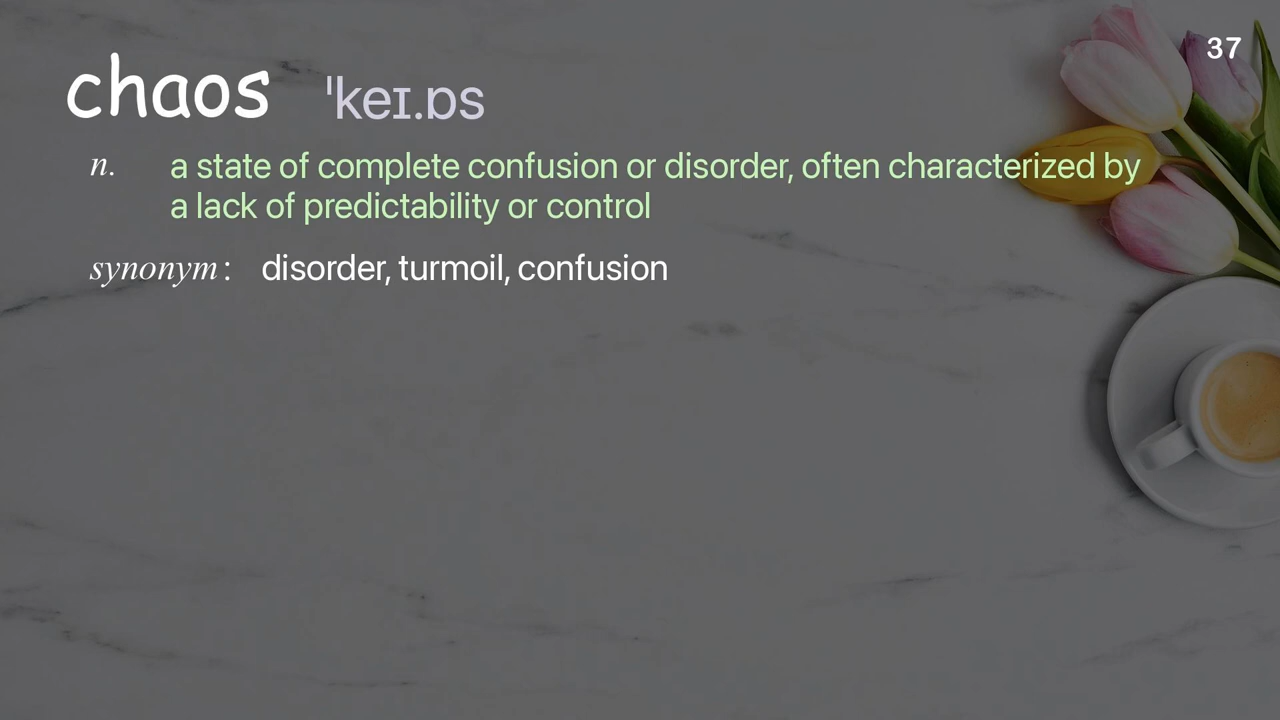 37
chaos ˈkeɪ.ɒs
n. a state of complete confusion or disorder, often characterized by
a lack of predictability or control
synonym: disorder, turmoil, confusion